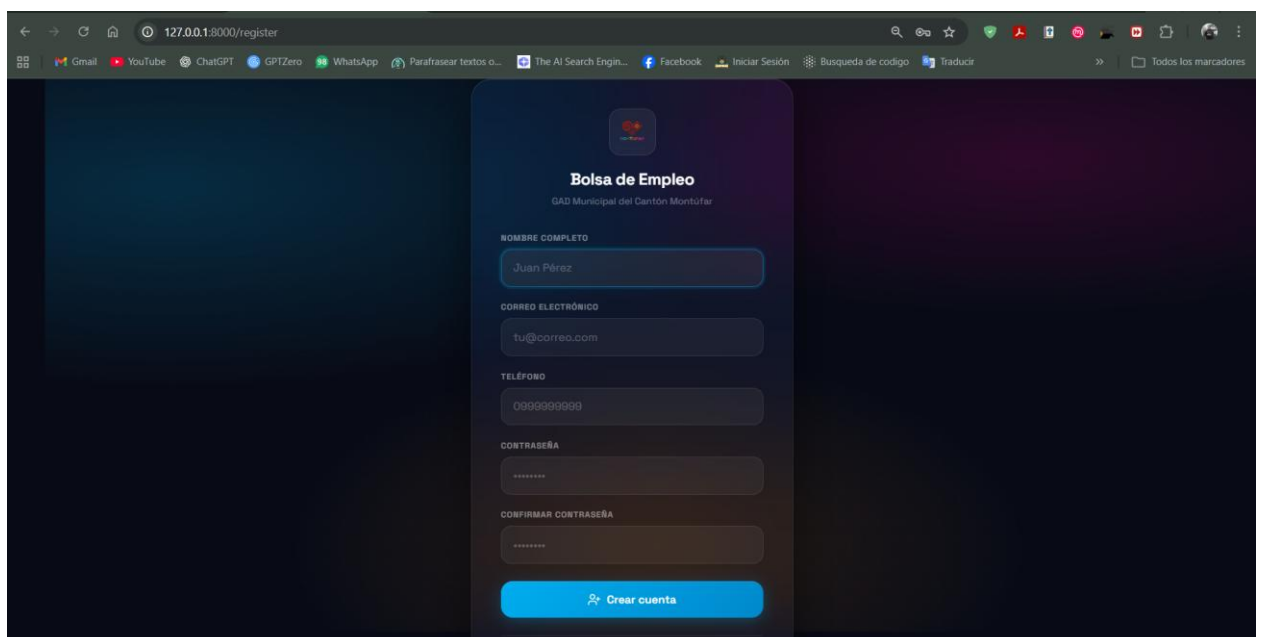 127.0.0.1:8000/register
Gmail YouTube ChatGPT GPTZero WhatsApp Parafrasear textos o... The AI Search Engin... Facebook Iniciar Sesión Busqueda de codigo Traducir » Todos los marcadores
Bolsa de Empleo
GAD Municipal del Cantón Montúfar
NOMBRE COMPLETO
Juan Pérez
CORREO ELECTRÓNICO
tu@correo.com
TELÉFONO
0999999999
CONTRASEÑA
••••••••
CONFIRMAR CONTRASEÑA
••••••••
Crear cuenta